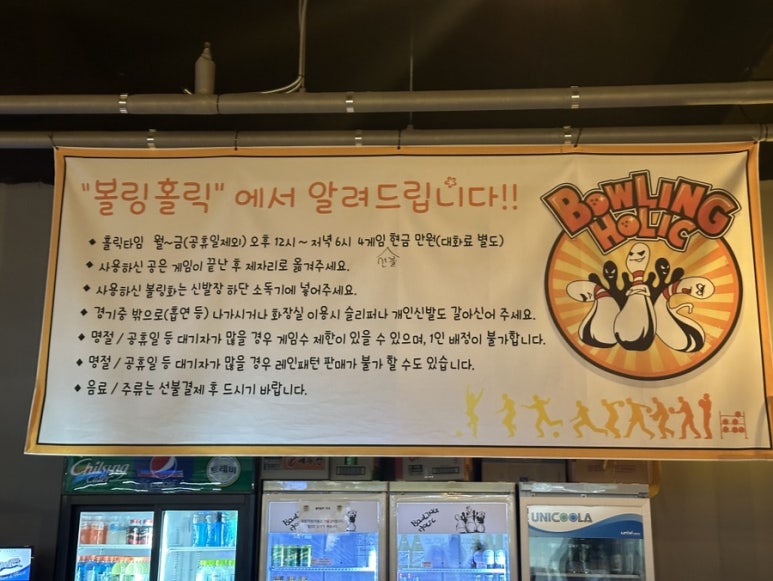 "볼링홀릭" 에서 알려드립니다!!
BOWLING
HOLIC
◆ 홀릭타임 월~금(공휴일제외) 오후 12시 ~ 저녁 6시 4게임 현금 만원(대화료 별도)
선불
◆ 사용하신 공은 게임이 끝난 후 제자리로 옮겨주세요.
◆ 사용하신 볼링화는 신발장 하단 소독기에 넣어주세요.
◆ 경기중 밖으로(흡연 등) 나가시거나 화장실 이용시 슬리퍼나 개인신발도 갈아신어 주세요.
◆ 명절 / 공휴일 등 대기자가 많을 경우 게임수 제한이 있을 수 있으며, 1인 배정이 불가합니다.
◆ 명절 / 공휴일 등 대기자가 많을 경우 레인패턴 판매가 불가 할 수도 있습니다.
◆ 음료 / 주류는 선불결제 후 드시기 바랍니다.
Chilsung
Cider
pepsi
트레비
BOWLING
HOLIC
UNICOOLA